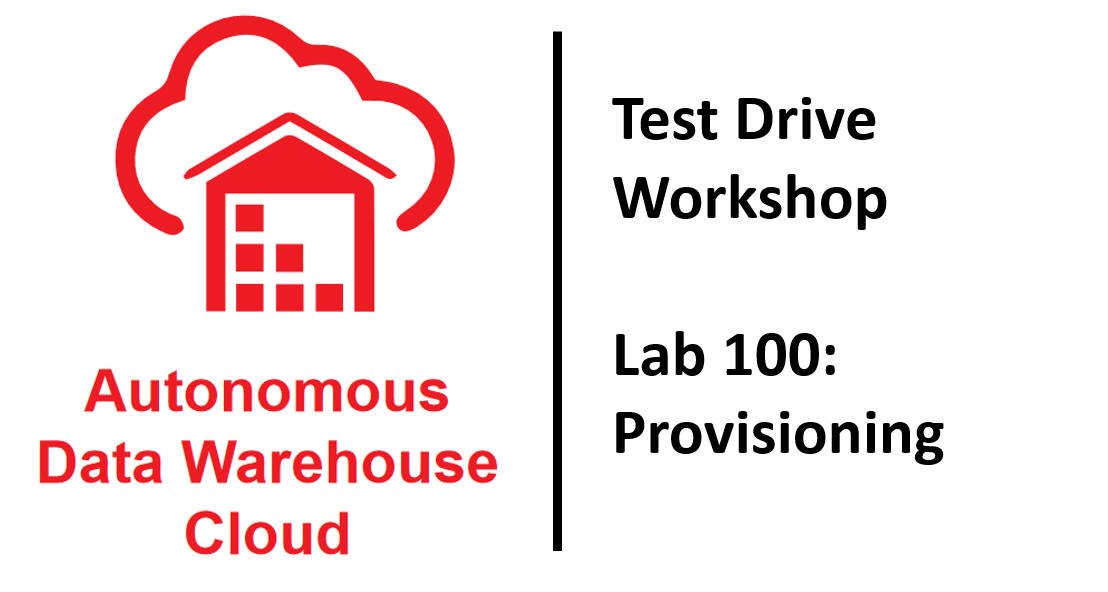 Autonomous
Data Warehouse
Cloud
Test Drive
Workshop
Lab 100:
Provisioning